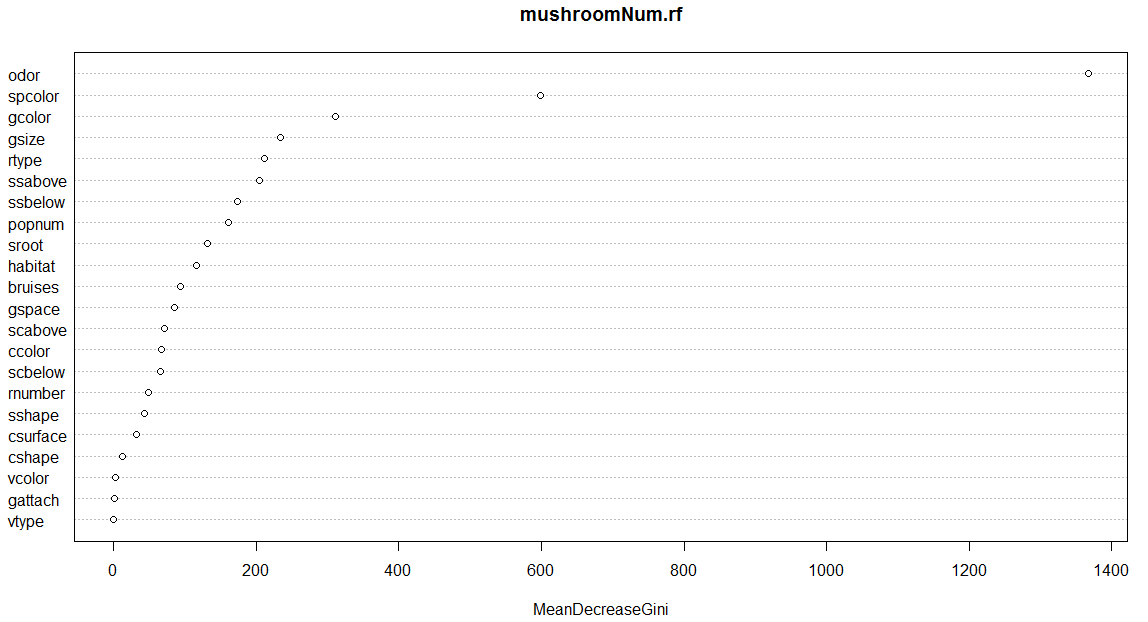 mushroomNum.rf
odor
spcolor
gcolor
gsize
rtype
ssabove
ssbelow
popnum
sroot
habitat
bruises
gspace
scabove
ccolor
scbelow
rnumber
sshape
csurface
cshape
vcolor
gattach
vtype
0 200 400 600 800 1000 1200 1400
MeanDecreaseGini